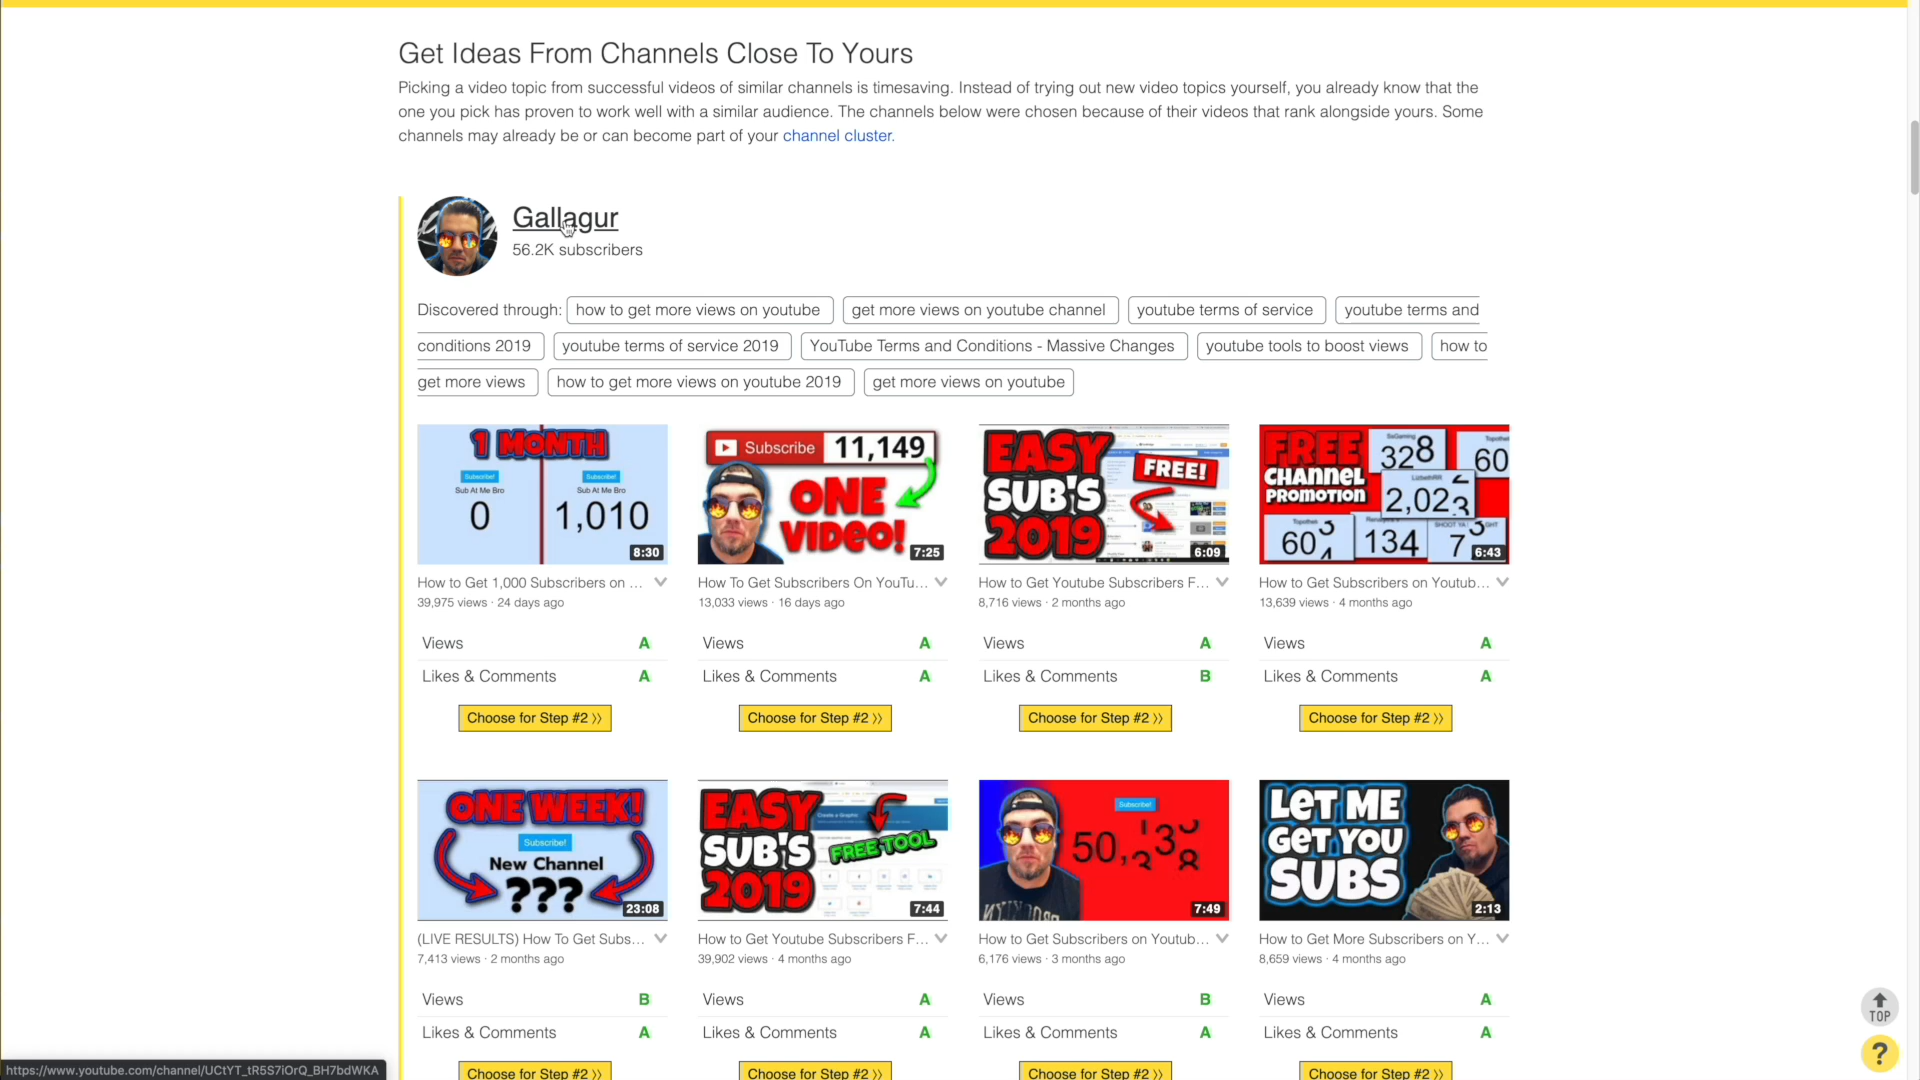 Get Ideas From Channels Close To Yours
Picking a video topic from successful videos of similar channels is timesaving. Instead of trying out new video topics yourself, you already know that the
one you pick has proven to work well with a similar audience. The channels below were chosen because of their videos that rank alongside yours. Some
channels may already be or can become part of your channel cluster.
Gallagur
56.2K subscribers
Discovered through: how to get more views on youtube get more views on youtube channel youtube terms of service youtube terms and
conditions 2019 youtube terms of service 2019 YouTube Terms and Conditions - Massive Changes youtube tools to boost views how to
get more views how to get more views on youtube 2019 get more views on youtube
1 MONTH
Subscribe! Subscribe!
Sub At Me Bro Sub At Me Bro
0 1,010
8:30
Subscribe 11,149
ONE
VIDEO!
7:25
EASY
SUB'S
2019
FREE!
6:09
FREE
CHANNEL
PROMOTION
328
60
2,02
60
134
7
6:43
How to Get 1,000 Subscribers on ... How To Get Subscribers On YouTu... How to Get Youtube Subscribers F... How to Get Subscribers on Youtub...
39,975 views · 24 days ago 13,033 views · 16 days ago 8,716 views · 2 months ago 13,639 views · 4 months ago
Views A Views A Views A Views A
Likes & Comments A Likes & Comments A Likes & Comments B Likes & Comments A
Choose for Step #2 Choose for Step #2 Choose for Step #2 Choose for Step #2
ONE WEEK!
Subscribe!
New Channel
???
23:08
EASY
SUB'S
2019
Create a Graphic
FREE TOOL
7:44
Subscribe!
50,
7:49
LET ME
GET YOU
SUBS
2:13
(LIVE RESULTS) How To Get Subs... How to Get Youtube Subscribers F... How to Get Subscribers on Youtub... How to Get More Subscribers on Y...
7,413 views · 2 months ago 39,902 views · 4 months ago 6,176 views · 3 months ago 8,659 views · 4 months ago
Views B Views A Views B Views A
Likes & Comments A Likes & Comments A Likes & Comments A Likes & Comments A
Choose for Step #2 Choose for Step #2 Choose for Step #2 Choose for Step #2
TOP
?
https://www.youtube.com/channel/UCtYT_tR5S7iOrQ_BH7bdWKA